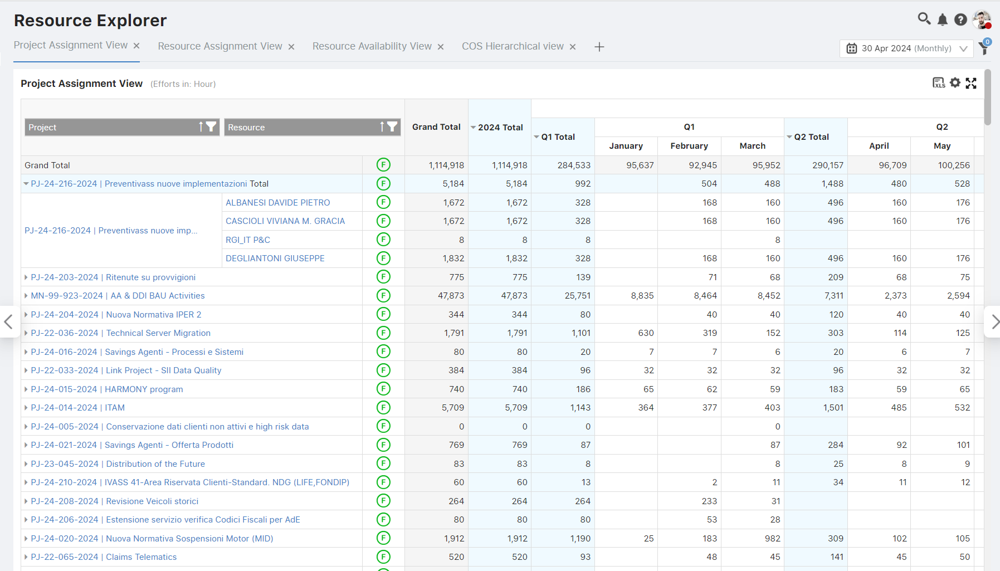 Resource Explorer
Project Assignment View × Resource Assignment View × Resource Availability View × COS Hierarchical view × +
30 Apr 2024 (Monthly) 0
Project Assignment View (Efforts in: Hour) XLS
Q1 Q2
Project Resource Grand Total 2024 Total Q1 Total Q2 Total
January February March April May
Grand Total F 1,114,918 1,114,918 284,533 95,637 92,945 95,952 290,157 96,709 100,256
PJ-24-216-2024 | Preventivass nuove implementazioni Total F 5,184 5,184 992 504 488 1,488 480 528
ALBANESI DAVIDE PIETRO F 1,672 1,672 328 168 160 496 160 176
CASCIOLI VIVIANA M. GRACIA F 1,672 1,672 328 168 160 496 160 176
PJ-24-216-2024 | Preventivass nuove imp...
RGI_IT P&C F 8 8 8 8
DEGLIANTONI GIUSEPPE F 1,832 1,832 328 168 160 496 160 176
PJ-24-203-2024 | Ritenute su provvigioni F 775 775 139 71 68 209 68 75
MN-99-923-2024 | AA & DDI BAU Activities F 47,873 47,873 25,751 8,835 8,464 8,452 7,311 2,373 2,594
PJ-24-204-2024 | Nuova Normativa IPER 2 F 344 344 80 40 40 120 40 40
PJ-22-036-2024 | Technical Server Migration F 1,791 1,791 1,101 630 319 152 303 114 125
PJ-24-016-2024 | Savings Agenti - Processi e Sistemi F 80 80 20 7 7 6 20 6 7
PJ-22-033-2024 | Link Project - SII Data Quality F 384 384 96 32 32 32 96 32 32
PJ-24-015-2024 | HARMONY program F 740 740 186 65 62 59 183 59 65
PJ-24-014-2024 | ITAM F 5,709 5,709 1,143 364 377 403 1,501 485 532
PJ-24-005-2024 | Conservazione dati clienti non attivi e high risk data F 0 0 0 0
PJ-24-021-2024 | Savings Agenti - Offerta Prodotti F 769 769 87 87 284 92 101
PJ-23-045-2024 | Distribution of the Future F 83 83 8 8 25 8 9
PJ-24-210-2024 | IVASS 41-Area Riservata Clienti-Standard. NDG (LIFE,FONDIP) F 60 60 13 2 11 34 11 12
PJ-24-208-2024 | Revisione Veicoli storici F 264 264 264 233 31
PJ-24-206-2024 | Estensione servizio verifica Codici Fiscali per AdE F 80 80 80 53 28
PJ-24-020-2024 | Nuova Normativa Sospensioni Motor (MID) F 1,912 1,912 1,190 25 183 982 309 102 105
PJ-22-065-2024 | Claims Telematics F 520 520 93 48 45 141 45 50